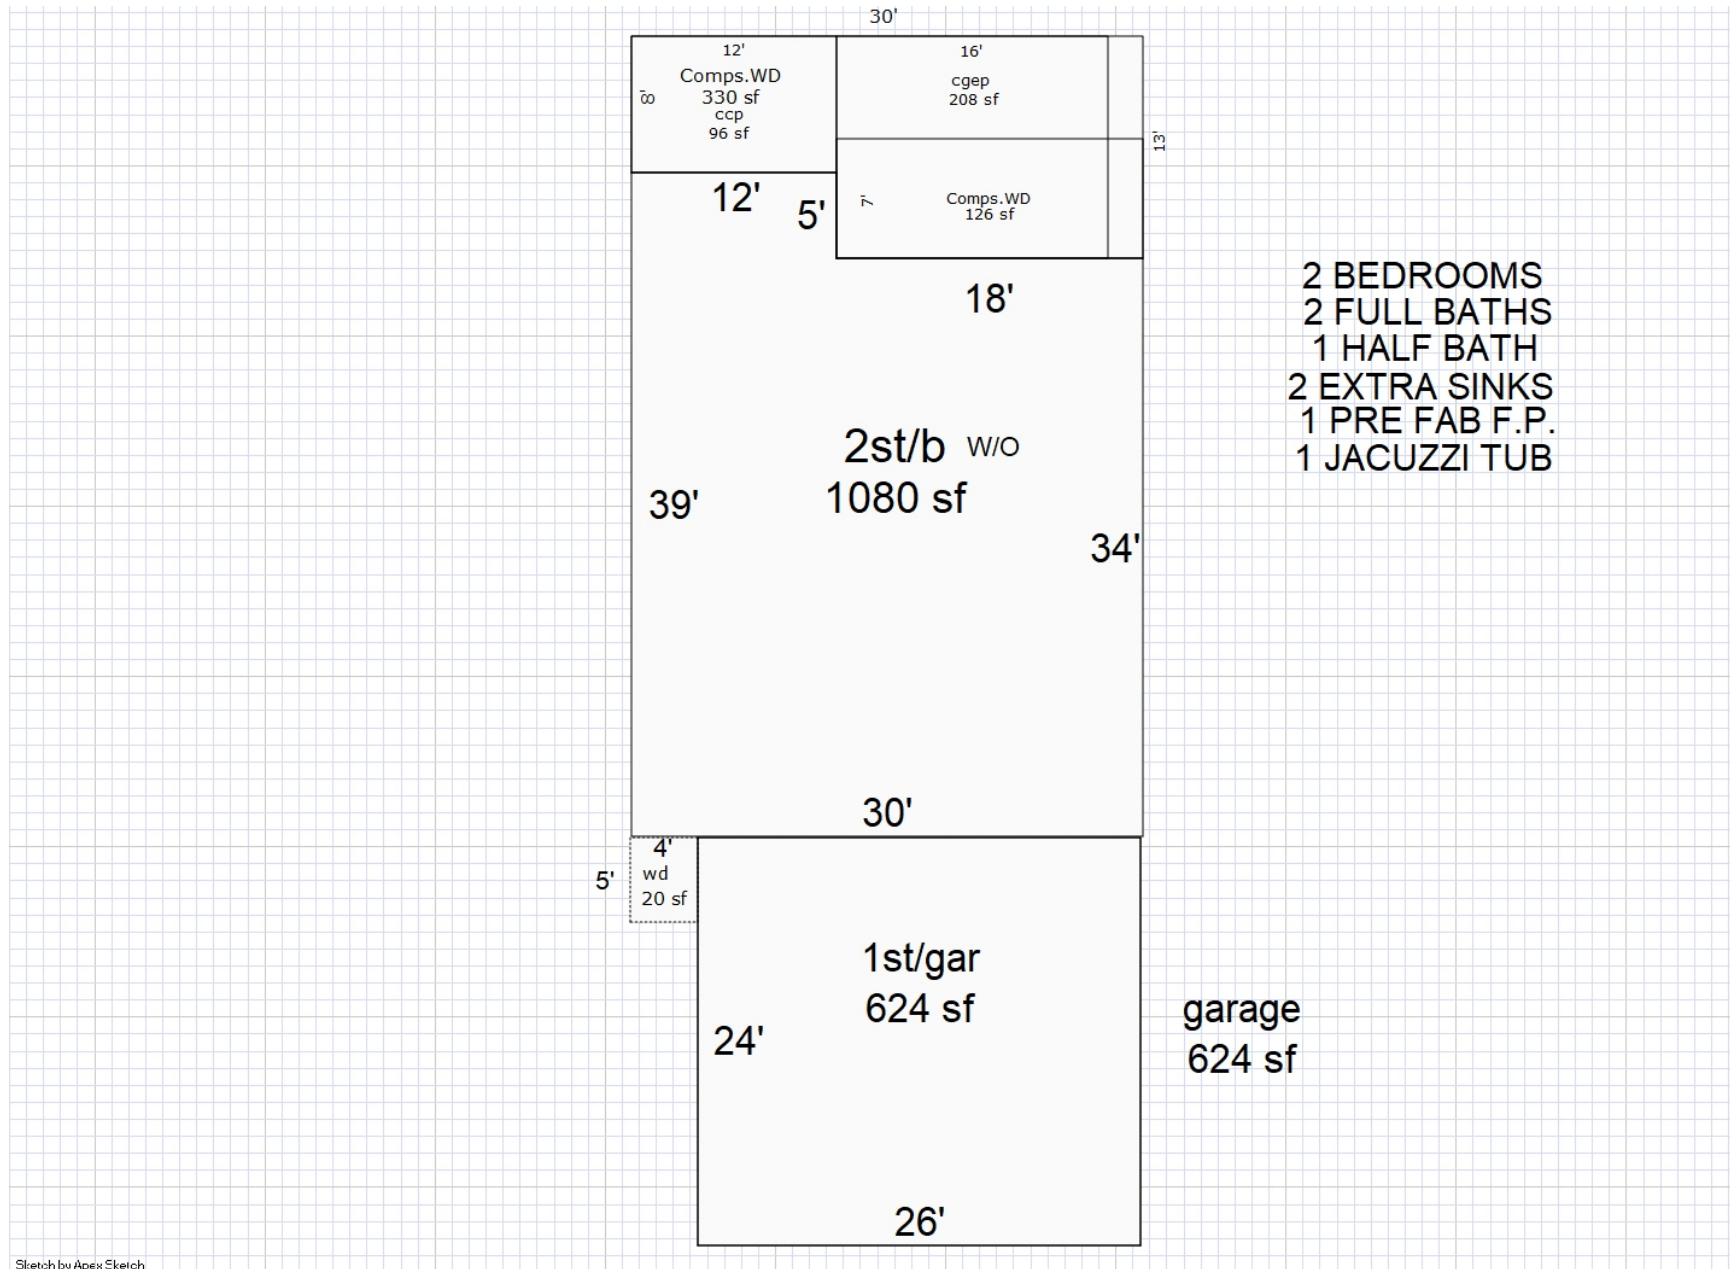 30'
12'
Comps.WD
330 sf
ccp
96 sf
8'
16'
cgep
208 sf
13'
12'
5'
7'
Comps.WD
126 sf
18'
2 BEDROOMS
2 FULL BATHS
1 HALF BATH
2 EXTRA SINKS
1 PRE FAB F.P.
1 JACUZZI TUB
2st/b W/O
1080 sf
39'
34'
30'
4'
5'
wd
20 sf
1st/gar
624 sf
24'
garage
624 sf
26'
Sketch by Apex Sketch